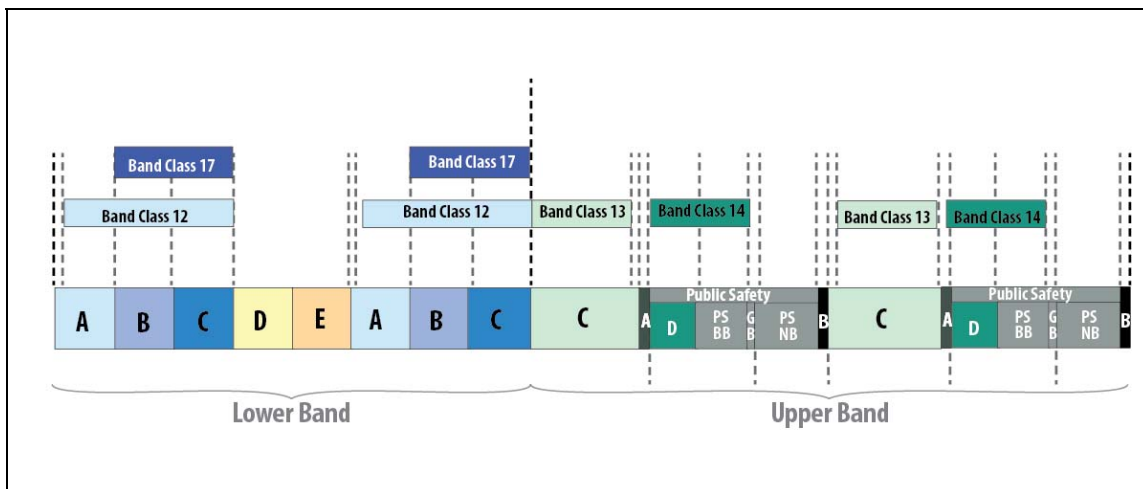 Band Class 17
Band Class 17
Band Class 12
Band Class 12
Band Class 13
Band Class 14
Band Class 13
Band Class 14
A
B
C
D
E
A
B
C
C
A
Public Safety
D
PS
BB
G
B
PS
NB
B
C
A
Public Safety
D
PS
BB
G
B
PS
NB
B
Lower Band
Upper Band